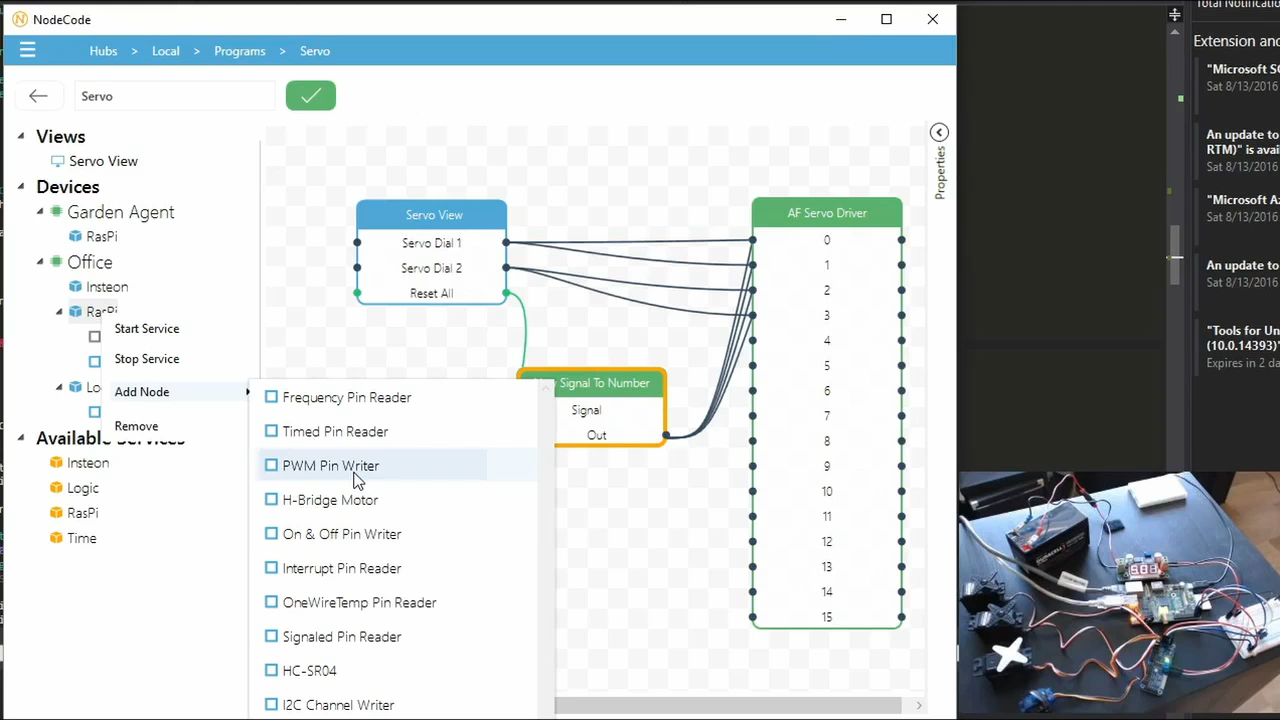 NodeCode
Hubs > Local > Programs > Servo
Servo
Views
Servo View
Devices
Garden Agent
RasPi
Office
Insteon
RasPi
Start Service
Stop Service
Add Node
Remove
Available Services
Insteon
Logic
RasPi
Time
Frequency Pin Reader
Timed Pin Reader
PWM Pin Writer
H-Bridge Motor
On & Off Pin Writer
Interrupt Pin Reader
OneWireTemp Pin Reader
Signaled Pin Reader
HC-SR04
I2C Channel Writer
Servo View
Servo Dial 1
Servo Dial 2
Reset All
Signal To Number
Signal
Out
AF Servo Driver
0
1
2
3
4
5
6
7
8
9
10
11
12
13
14
15
Properties
Total Notificatio
Extension and
"Microsoft SQ
Sat 8/13/2016
An update to
RTM)" is avai
Sat 8/13/2016
"Microsoft Az
Sat 8/13/2016
An update to
Sat 8/13/2016
"Tools for Un
(10.0.14393)"
Expires in 2 da